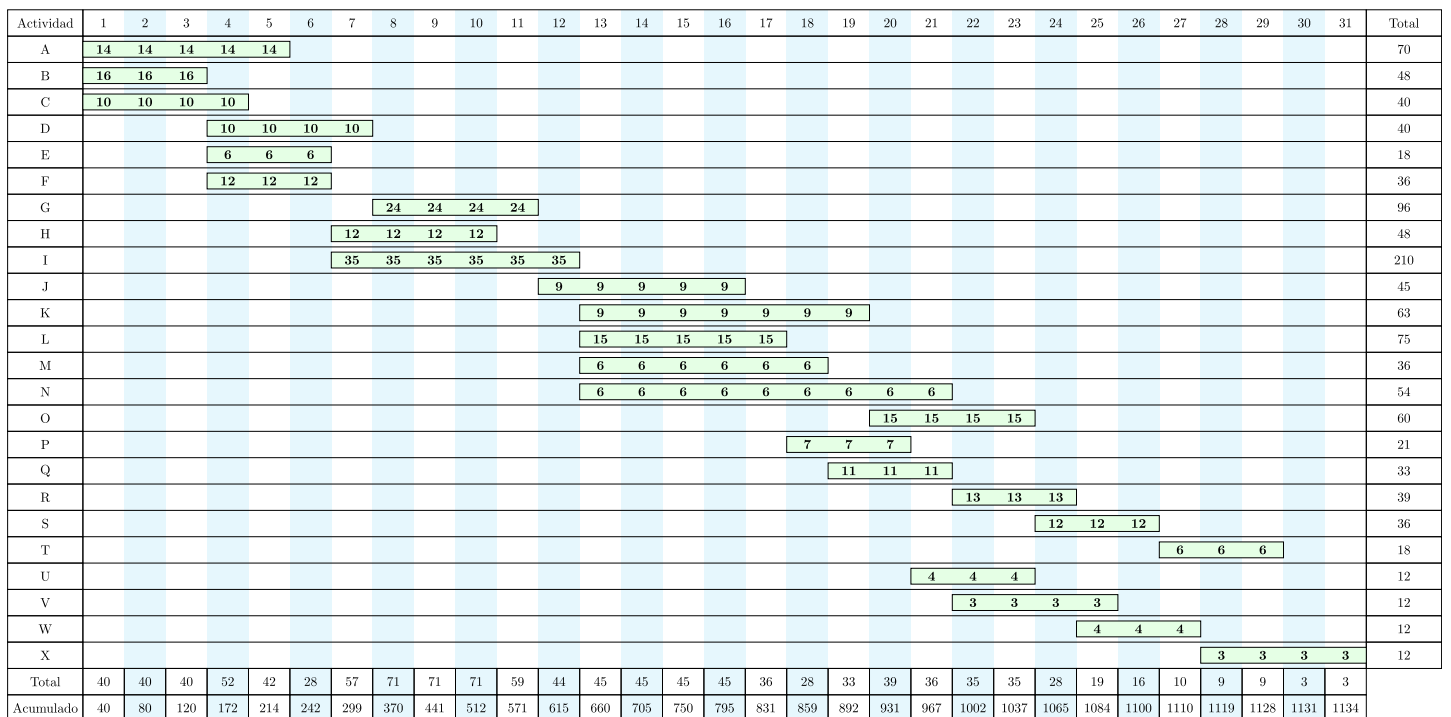 Actividad 1 2 3 4 5 6 7 8 9 10 11 12 13 14 15 16 17 18 19 20 21 22 23 24 25 26 27 28 29 30 31 Total
A 14 14 14 14 14 70
B 16 16 16 48
C 10 10 10 10 40
D 10 10 10 10 40
E 6 6 6 18
F 12 12 12 36
G 24 24 24 24 96
H 12 12 12 12 48
I 35 35 35 35 35 35 210
J 9 9 9 9 9 45
K 9 9 9 9 9 9 9 63
L 15 15 15 15 15 75
M 6 6 6 6 6 6 36
N 6 6 6 6 6 6 6 6 6 54
O 15 15 15 15 60
P 7 7 7 21
Q 11 11 11 33
R 13 13 13 39
S 12 12 12 36
T 6 6 6 18
U 4 4 4 12
V 3 3 3 3 12
W 4 4 4 12
X 3 3 3 3 12
Total 40 40 40 52 42 28 57 71 71 71 59 44 45 45 45 45 36 28 33 39 36 35 35 28 19 16 10 9 9 3 3
Acumulado 40 80 120 172 214 242 299 370 441 512 571 615 660 705 750 795 831 859 892 931 967 1002 1037 1065 1084 1100 1110 1119 1128 1131 1134